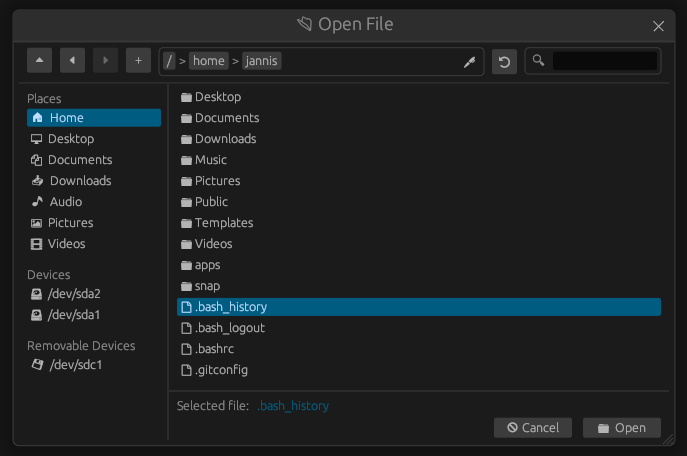 Open File
/ > home > jannis
Places
Home
Desktop
Documents
Downloads
Audio
Pictures
Videos
Devices
/dev/sda2
/dev/sda1
Removable Devices
/dev/sdc1
Desktop
Documents
Downloads
Music
Pictures
Public
Templates
Videos
apps
snap
.bash_history
.bash_logout
.bashrc
.gitconfig
Selected file: .bash_history
Cancel
Open